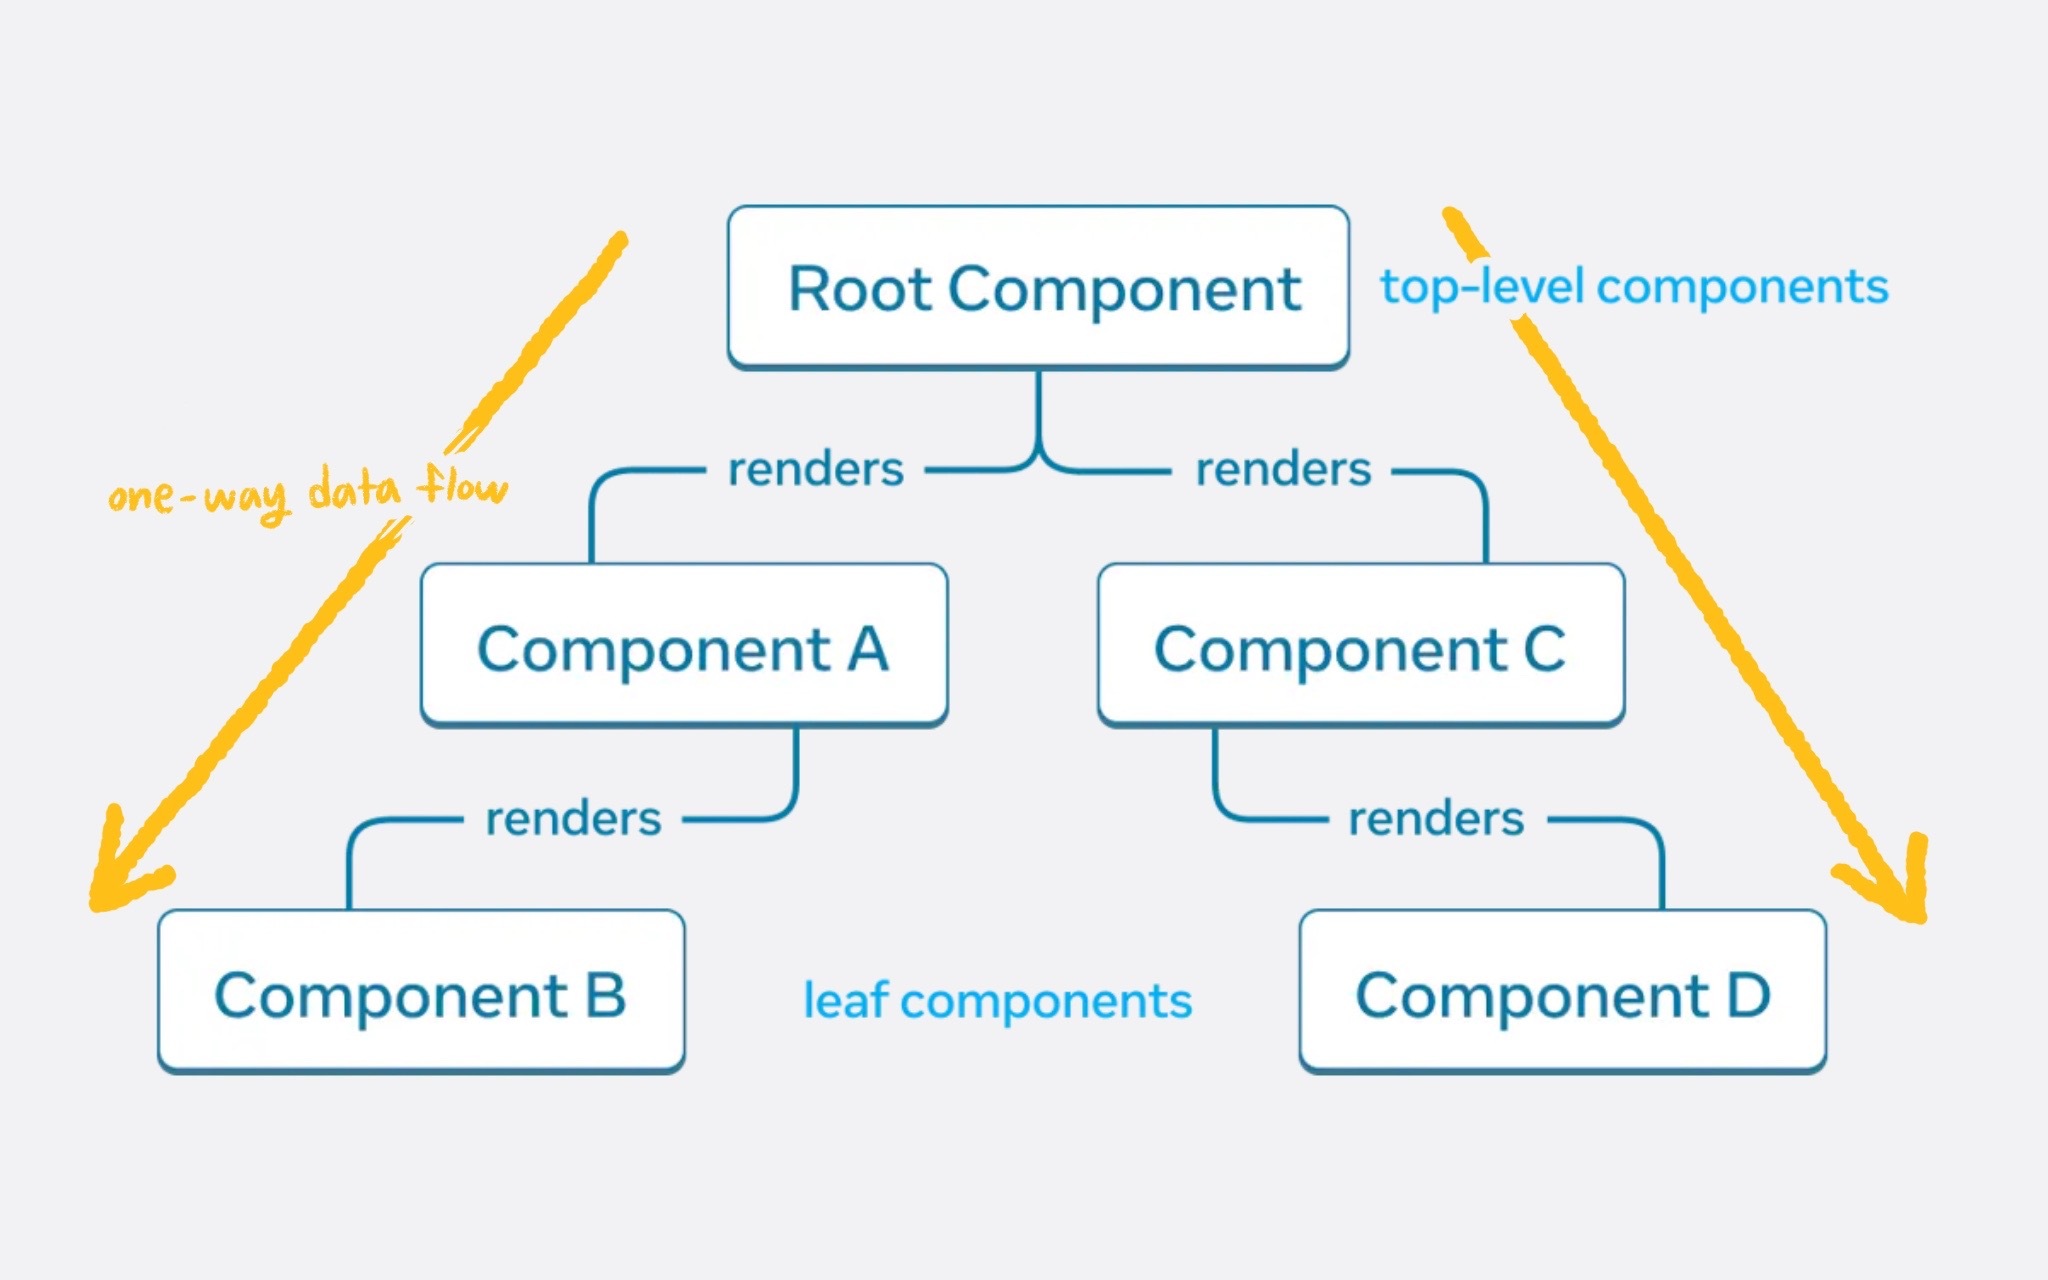 Root Component
top-level components
renders
renders
one-way data flow
Component A
Component C
renders
renders
Component B
leaf components
Component D